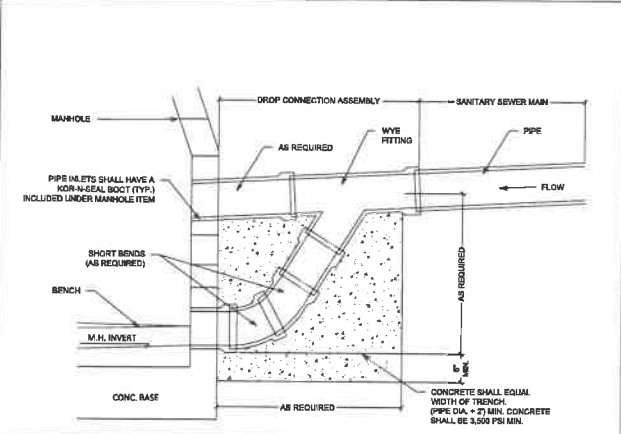 DROP CONNECTION ASSEMBLY
SANITARY SEWER MAIN
MANHOLE
AS REQUIRED
WYE
FITTING
PIPE
PIPE INLETS SHALL HAVE A
KOR-N-SEAL BOOT (TYP.)
INCLUDED UNDER MANHOLE ITEM
FLOW
SHORT BENDS
(AS REQUIRED)
AS REQUIRED
BENCH
M.H. INVERT
6"
MIN.
CONC. BASE
AS REQUIRED
CONCRETE SHALL EQUAL
WIDTH OF TRENCH.
(PIPE DIA. + 2') MIN. CONCRETE
SHALL BE 3,500 PSI MIN.